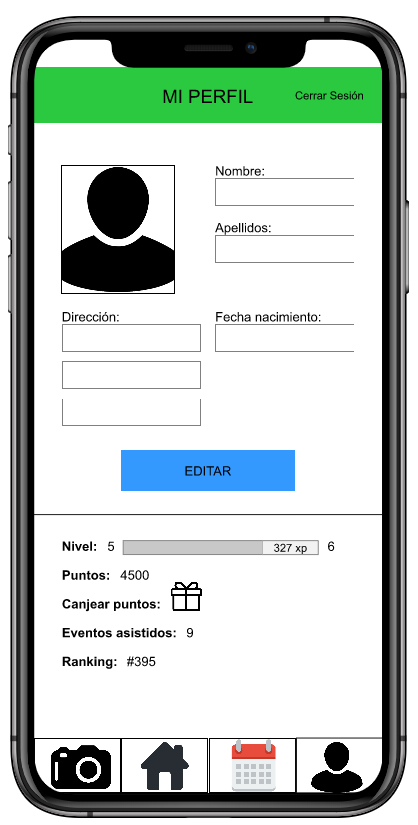 MI PERFIL
Cerrar Sesión
Nombre:
Apellidos:
Dirección:
Fecha nacimiento:
EDITAR
Nivel: 5 327 xp 6
Puntos: 4500
Canjear puntos:
Eventos asistidos: 9
Ranking: #395